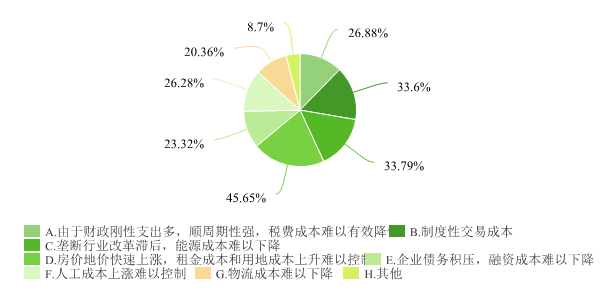 8.7%
26.88%
20.36%
26.28%
33.6%
23.32%
33.79%
45.65%
A.由于财政刚性支出多，顺周期性强，税费成本难以有效降 B.制度性交易成本
C.垄断行业改革滞后，能源成本难以下降
D.房价地价快速上涨，租金成本和用地成本上升难以控 E.企业债务积压，融资成本难以下降
F.人工成本上涨难以控制 G.物流成本难以下降 H.其他